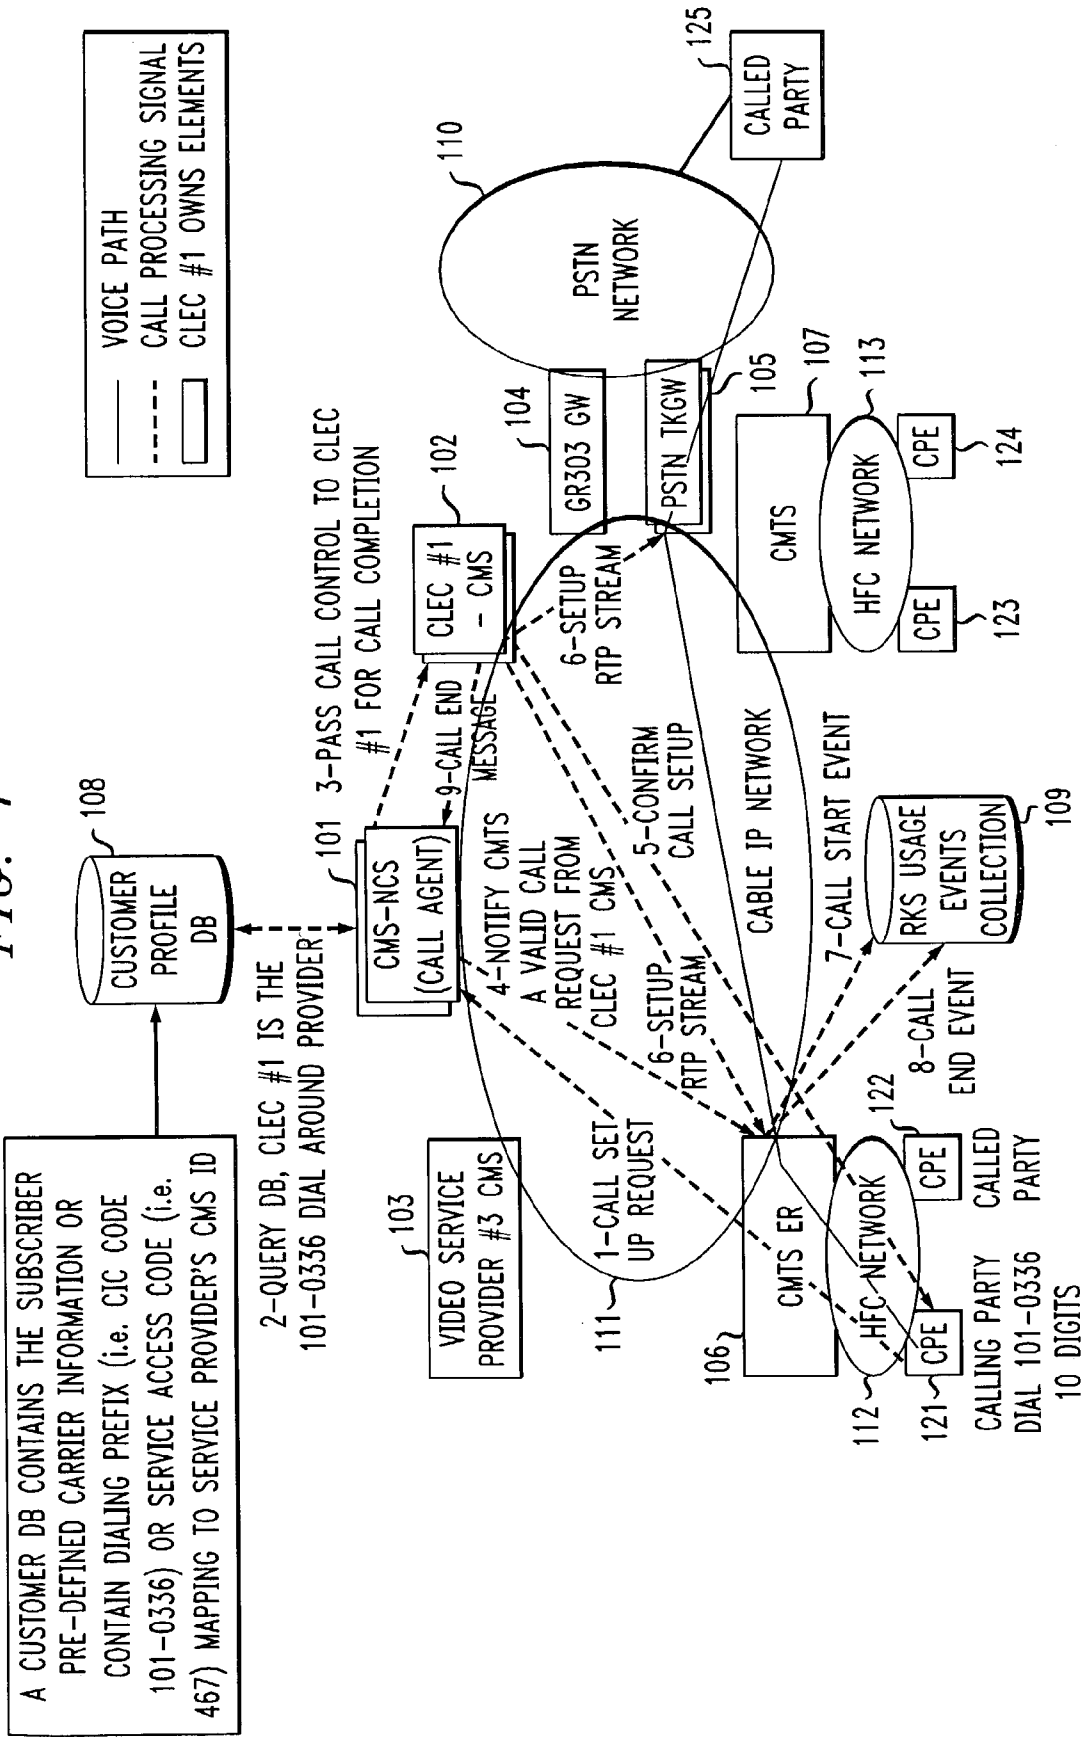 A CUSTOMER DB CONTAINS THE SUBSCRIBER
PRE-DEFINED CARRIER INFORMATION OR
CONTAIN DIALING PREFIX (i.e. CIC CODE
101-0336) OR SERVICE ACCESS CODE (i.e.
467) MAPPING TO SERVICE PROVIDER'S CMS ID
108
CUSTOMER
PROFILE
DB
VOICE PATH
CALL PROCESSING SIGNAL
CLEC #1 OWNS ELEMENTS
2-QUERY DB, CLEC #1 IS THE
101-0336 DIAL AROUND PROVIDER
101
CMS-NCS
(CALL AGENT)
3-PASS CALL CONTROL TO CLEC
#1 FOR CALL COMPLETION
102
CLEC #1
- CMS
9-CALL END
MESSAGE
103
VIDEO SERVICE
PROVIDER #3 CMS
4-NOTIFY CMTS
A VALID CALL
REQUEST FROM
CLEC #1 CMS
6-SETUP
RTP STREAM
104
GR303 GW
PSTN TKGW
105
110
PSTN
NETWORK
125
CALLED
PARTY
111
1-CALL SET
UP REQUEST
6-SETUP
RTP STREAM
5-CONFIRM
CALL SETUP
CABLE IP NETWORK
106
CMTS ER
112
HFC NETWORK
121
CPE
122
CPE
CALLING PARTY
DIAL 101-0336
10 DIGITS
CALLED
PARTY
7-CALL START EVENT
8-CALL
END EVENT
RKS USAGE
EVENTS
COLLECTION
109
CMTS
107
HFC NETWORK
113
CPE
123
CPE
124